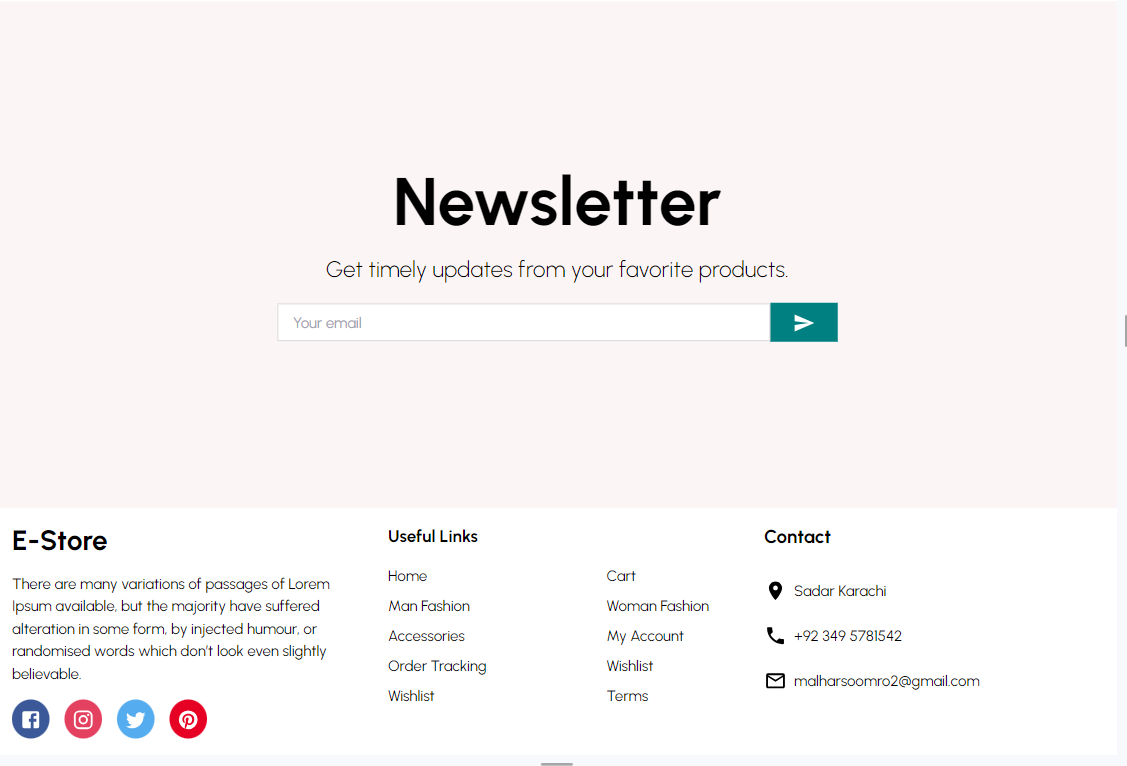 Newsletter
Get timely updates from your favorite products.
Your email
E-Store
There are many variations of passages of Lorem
Ipsum available, but the majority have suffered
alteration in some form, by injected humour, or
randomised words which don't look even slightly
believable.
Useful Links
Home
Man Fashion
Accessories
Order Tracking
Wishlist
Cart
Woman Fashion
My Account
Wishlist
Terms
Contact
Sadar Karachi
+92 349 5781542
malharsoomro2@gmail.com